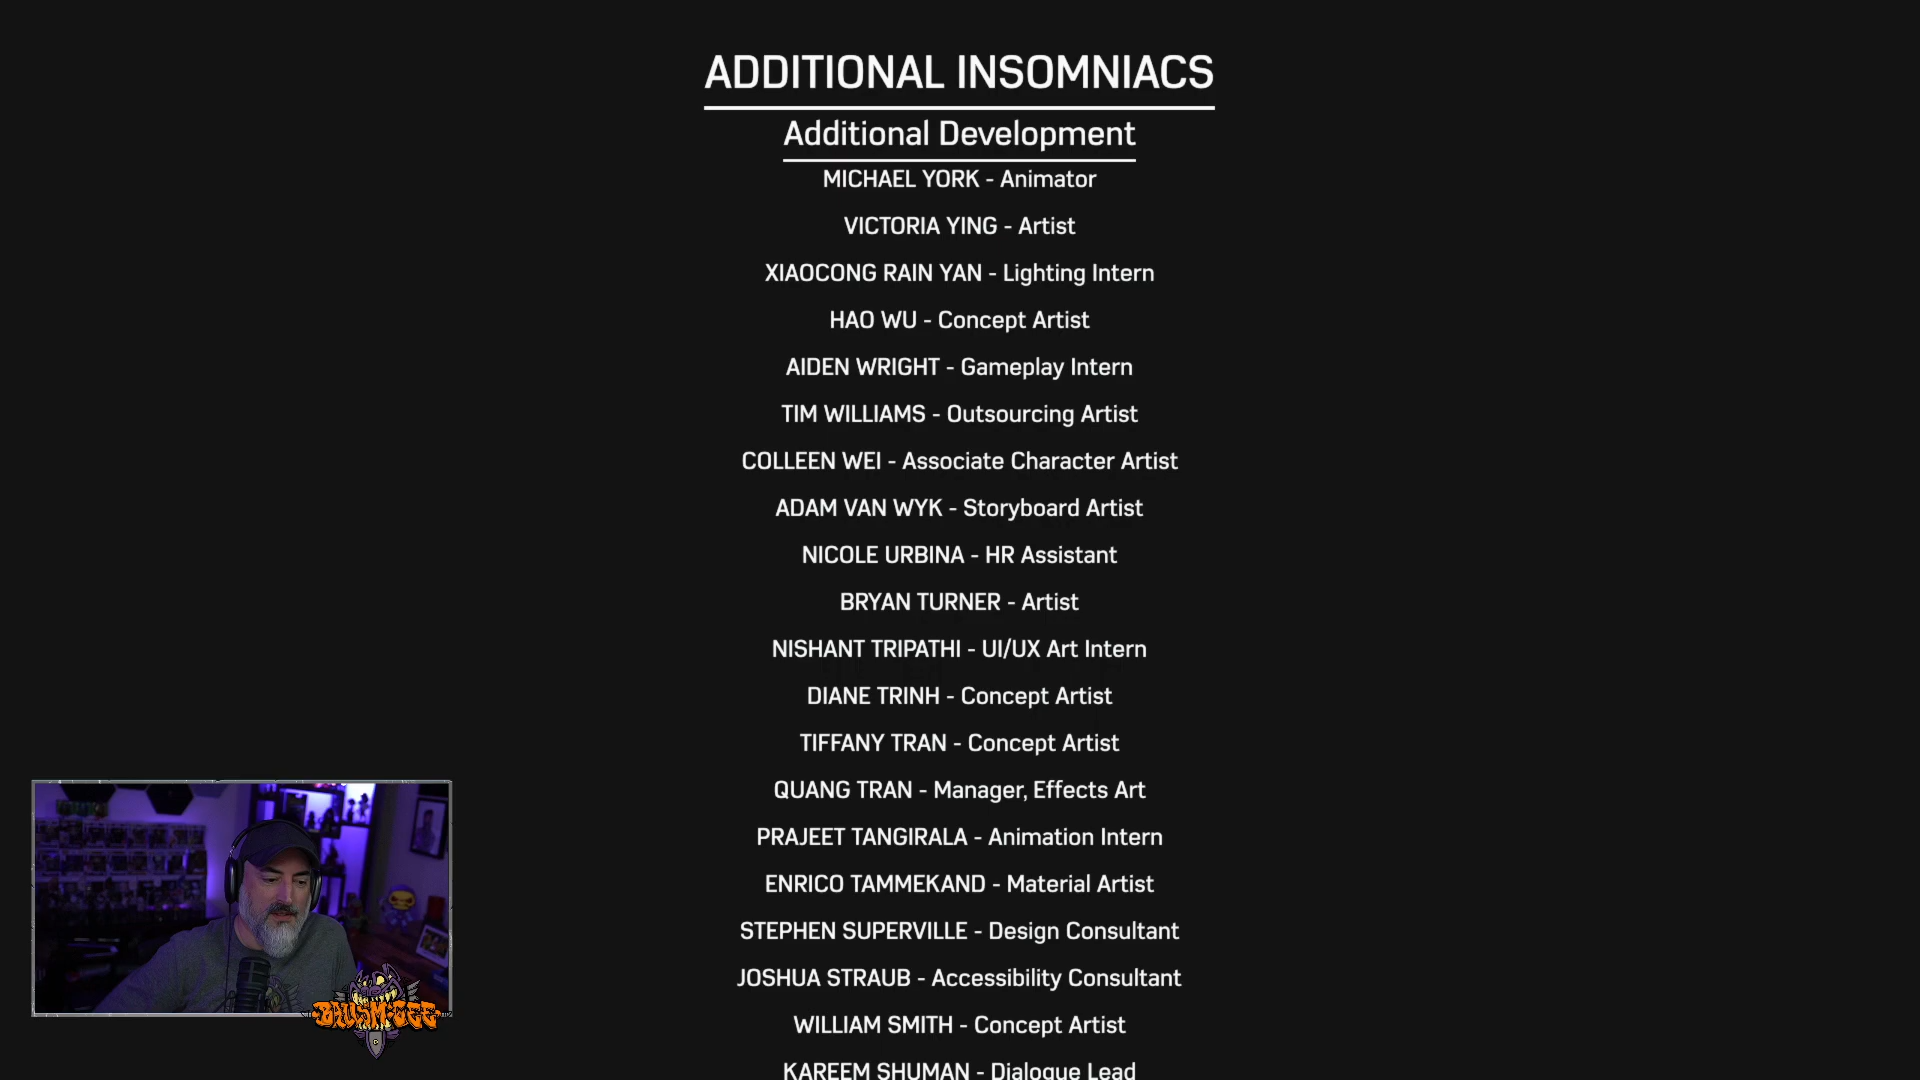 ADDITIONAL INSOMNIACS
Additional Development
MICHAEL YORK - Animator
VICTORIA YING - Artist
XIAOCONG RAIN YAN - Lighting Intern
HAO WU - Concept Artist
AIDEN WRIGHT - Gameplay Intern
TIM WILLIAMS - Outsourcing Artist
COLLEEN WEI - Associate Character Artist
ADAM VAN WYK - Storyboard Artist
NICOLE URBINA - HR Assistant
BRYAN TURNER - Artist
NISHANT TRIPATHI - UI/UX Art Intern
DIANE TRINH - Concept Artist
TIFFANY TRAN - Concept Artist
QUANG TRAN - Manager, Effects Art
PRAJEET TANGIRALA - Animation Intern
ENRICO TAMMEKAND - Material Artist
STEPHEN SUPERVILLE - Design Consultant
JOSHUA STRAUB - Accessibility Consultant
WILLIAM SMITH - Concept Artist
KAREEM SHUMAN - Dialogue Lead